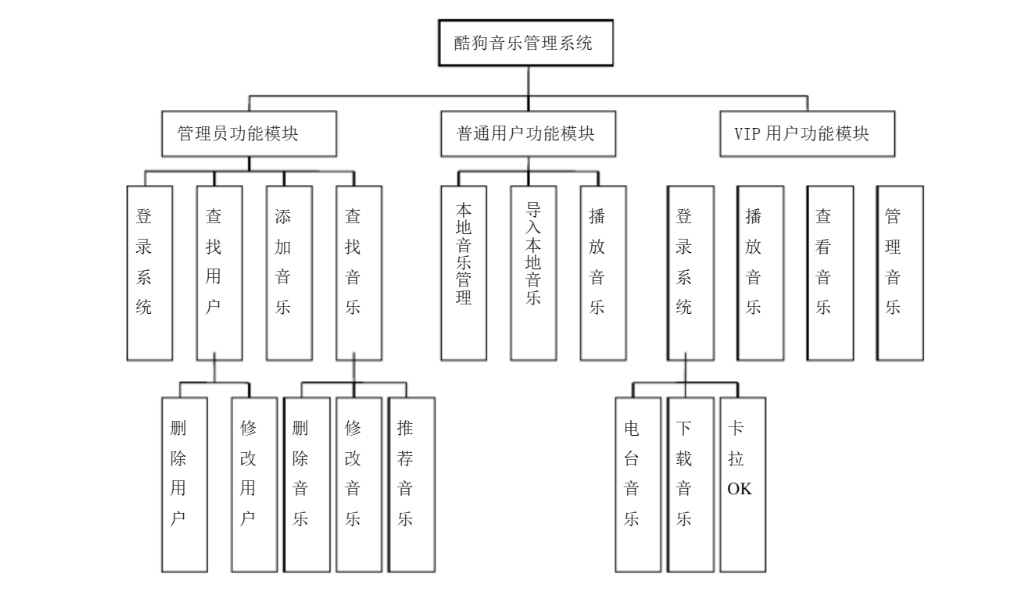 酷狗音乐管理系统
管理员功能模块
普通用户功能模块
VIP 用户功能模块
登录系统
查找用户
添加音乐
查找音乐
本地音乐管理
导入本地音乐
播放音乐
登录系统
播放音乐
查看音乐
管理音乐
删除用户
修改用户
删除音乐
修改音乐
推荐音乐
电台音乐
下载音乐
卡拉OK